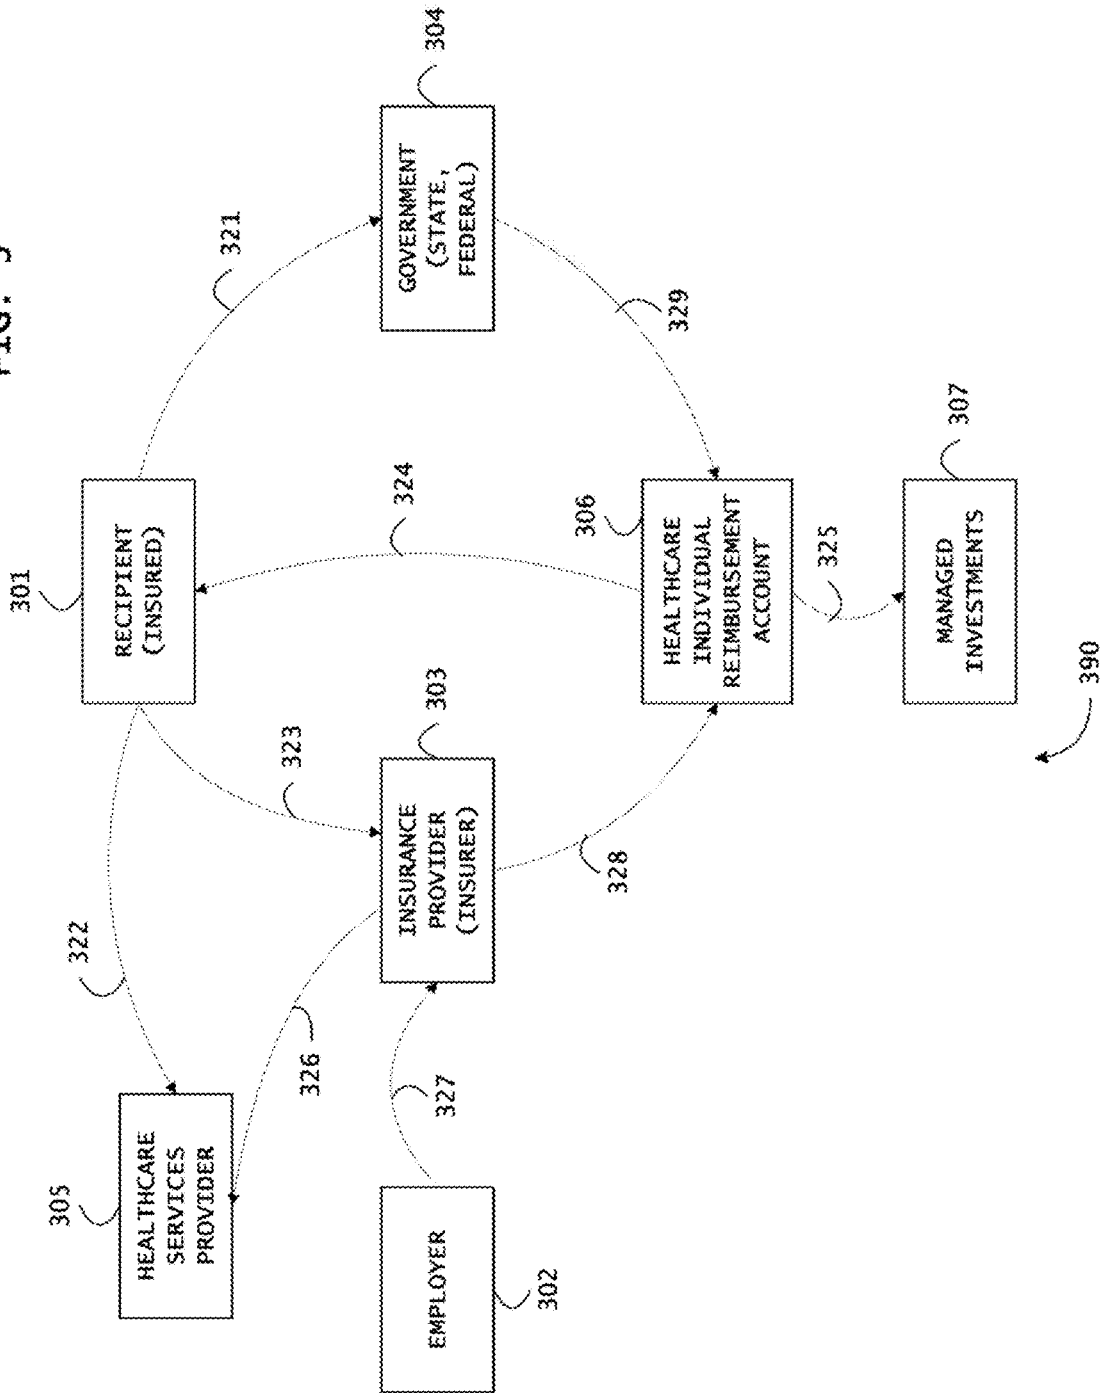 FIG. 3
301
305
322
RECIPIENT
(INSURED)
HEALTHCARE
SERVICES
PROVIDER
321
323
326
324
303
304
EMPLOYER
327
INSURANCE
PROVIDER
(INSURER)
GOVERNMENT
(STATE,
FEDERAL)
302
306
328
329
HEALTHCARE
INDIVIDUAL
REIMBURSEMENT
ACCOUNT
325
MANAGED
INVESTMENTS
307
390